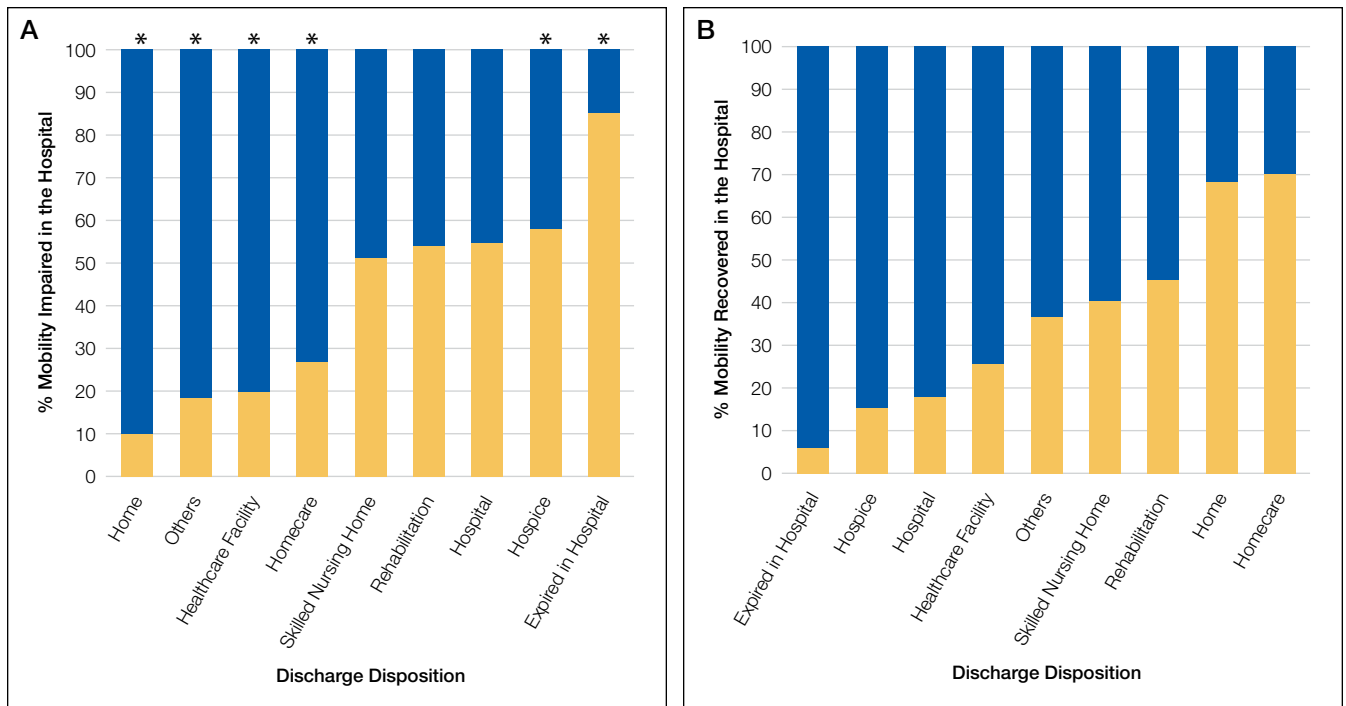 A
* * * * * *
% Mobility Impaired in the Hospital
100
90
80
70
60
50
40
30
20
10
0
Home
Others
Healthcare Facility
Homecare
Skilled Nursing Home
Rehabilitation
Hospital
Hospice
Expired in Hospital
Discharge Disposition
B
% Mobility Recovered in the Hospital
100
90
80
70
60
50
40
30
20
10
0
Expired in Hospital
Hospice
Hospital
Healthcare Facility
Others
Skilled Nursing Home
Rehabilitation
Home
Homecare
Discharge Disposition